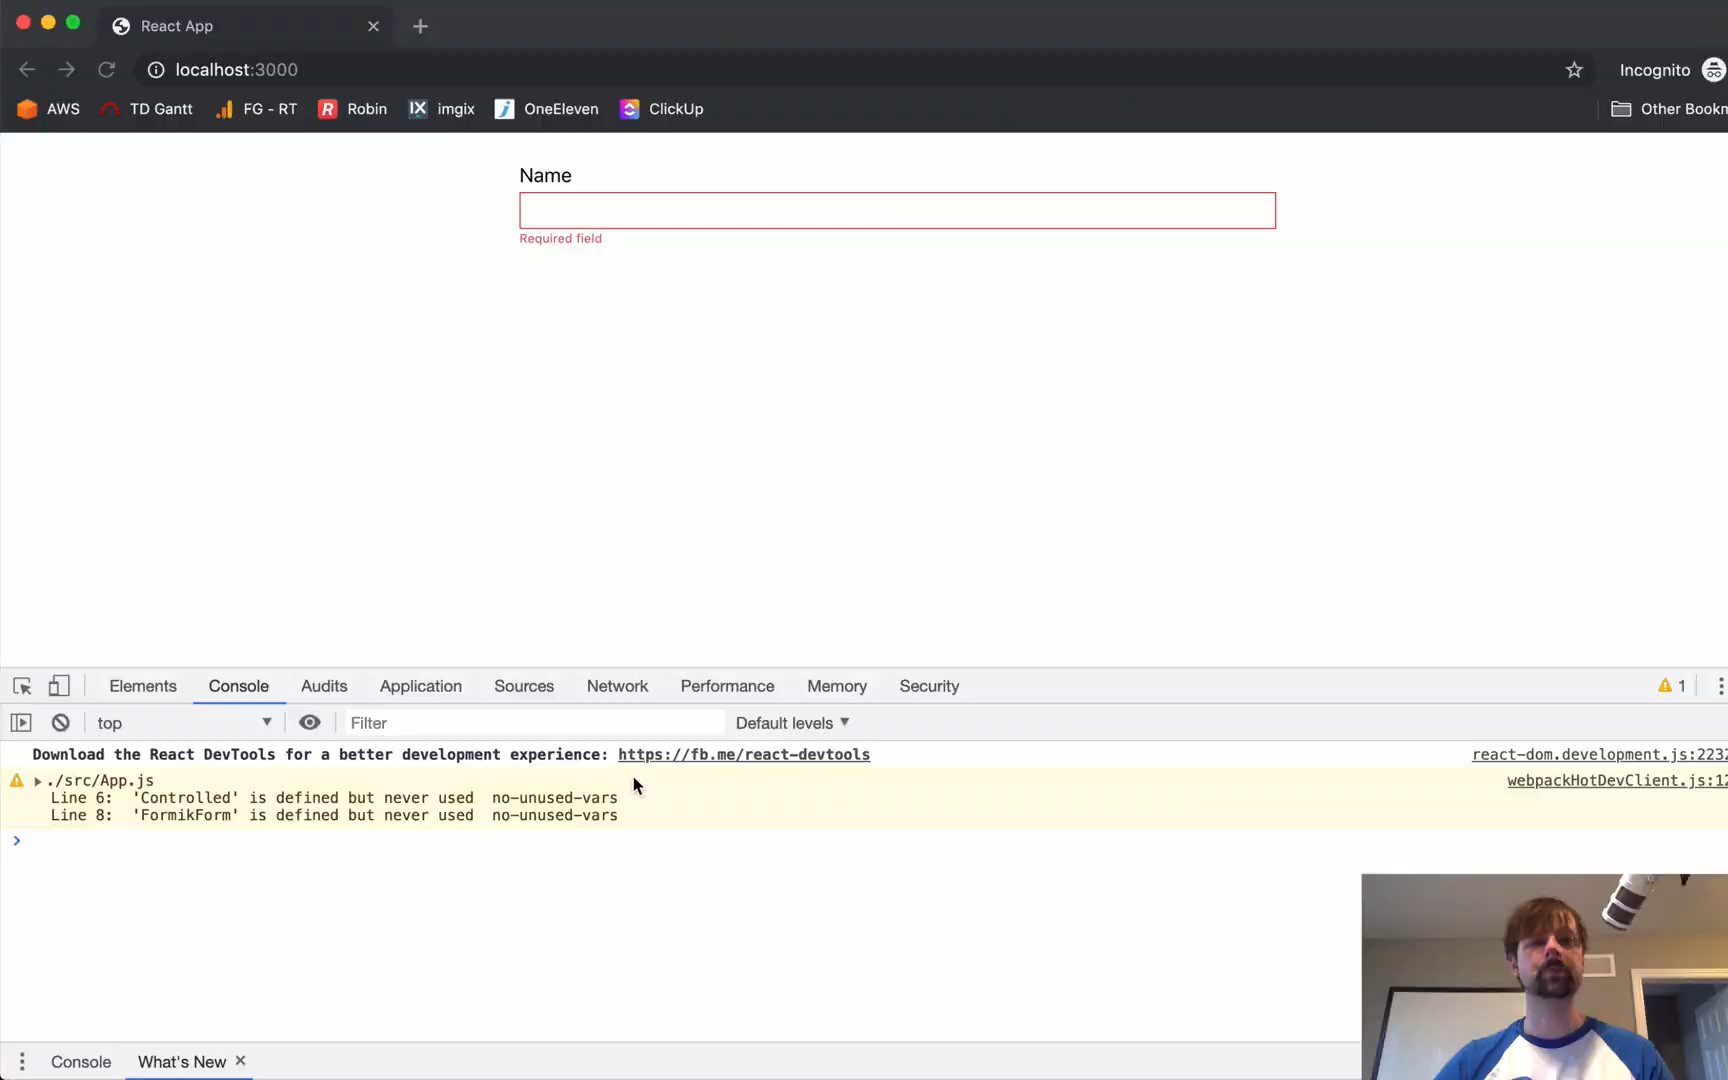 React App
localhost:3000
Incognito
AWS
TD Gantt
FG - RT
Robin
imgix
OneEleven
ClickUp
Other Bookm
Name
Required field
Elements
Console
Audits
Application
Sources
Network
Performance
Memory
Security
1
top
Filter
Default levels
Download the React DevTools for a better development experience: https://fb.me/react-devtools
react-dom.development.js:2232
./src/App.js
webpackHotDevClient.js:12
Line 6: 'Controlled' is defined but never used no-unused-vars
Line 8: 'FormikForm' is defined but never used no-unused-vars
Console
What's New